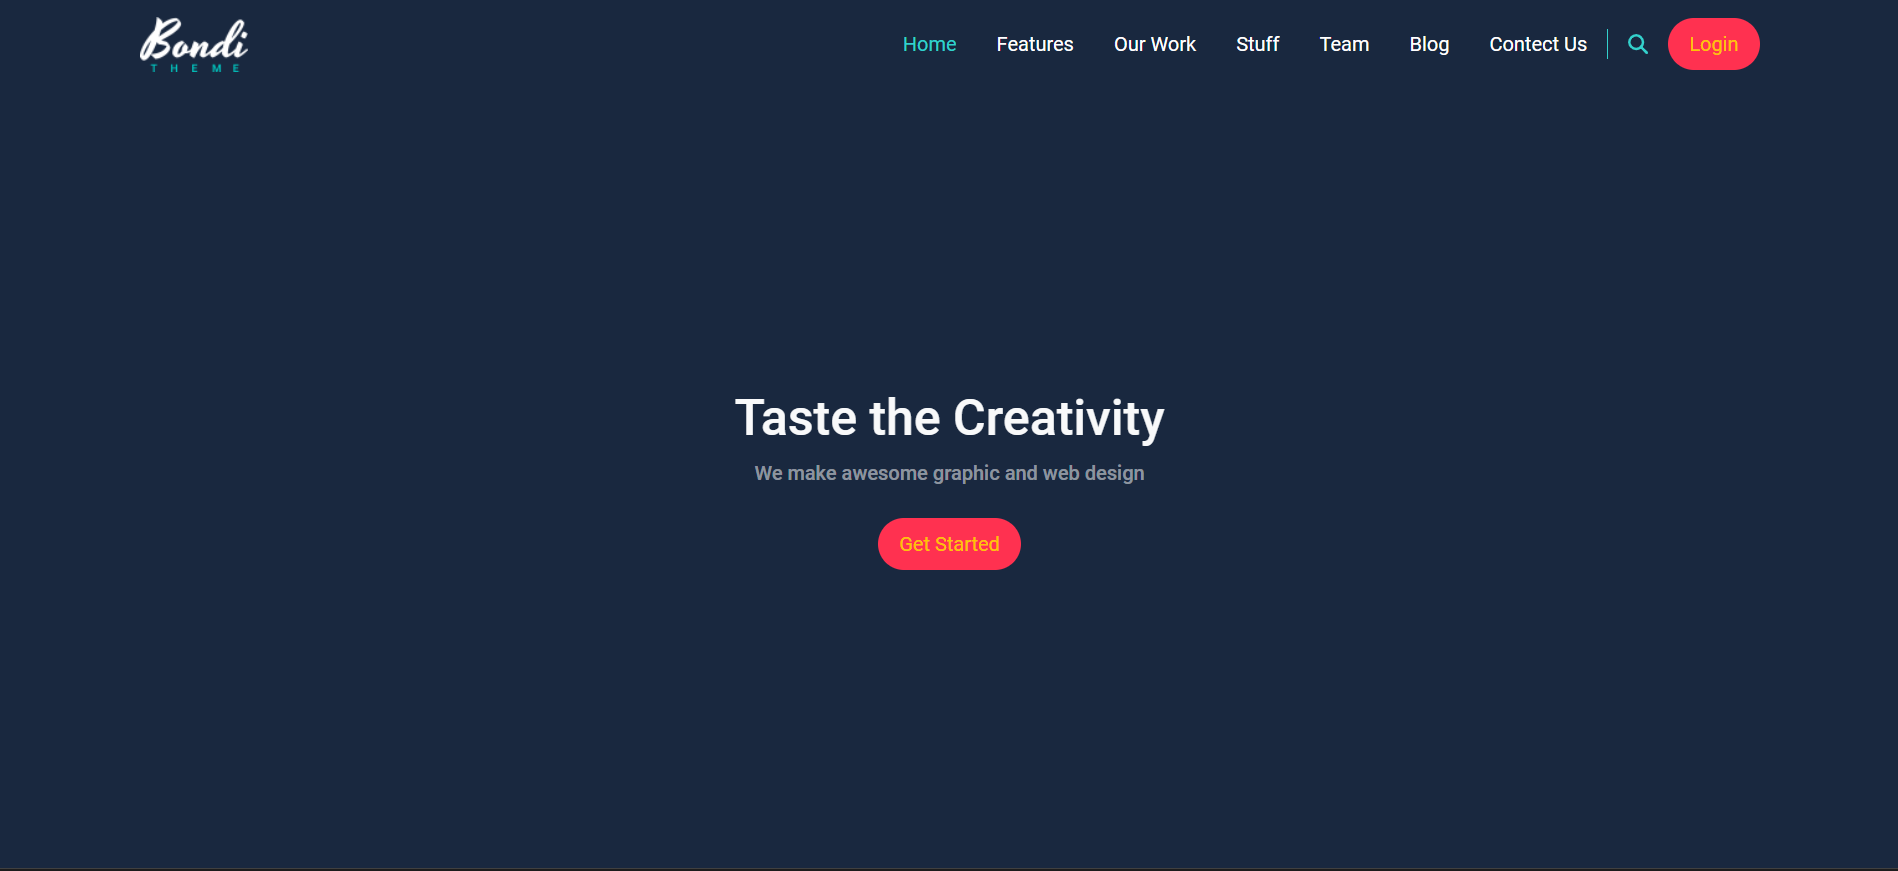 Bondi
THEME
Home Features Our Work Stuff Team Blog Contect Us Login
Taste the Creativity
We make awesome graphic and web design
Get Started